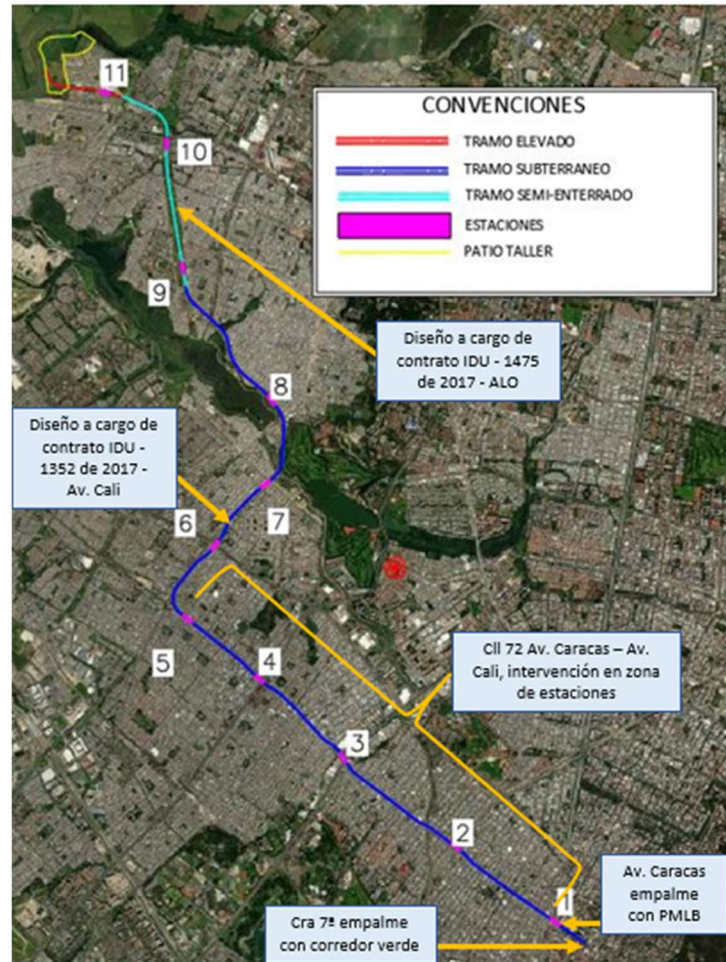 11
CONVENCIONES
TRAMO ELEVADO
TRAMO SUBTERRANEO
TRAMO SEMI-ENTERRADO
ESTACIONES
PATIO TALLER
10
9
Diseño a cargo de
contrato IDU - 1475
de 2017 - ALO
8
Diseño a cargo de
contrato IDU -
1352 de 2017 -
Av. Cali
6
7
Cll 72 Av. Caracas – Av.
Cali, intervención en zona
de estaciones
5
4
3
2
1
Av. Caracas
empalme
con PMLB
Cra 7ª empalme
con corredor verde